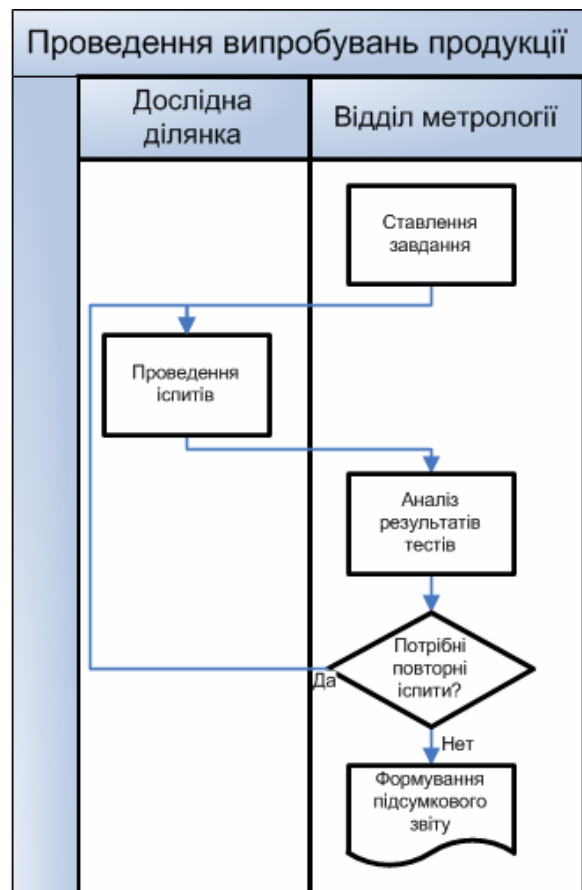 Проведення випробувань продукції
Дослідна
ділянка
Відділ метрології
Ставлення
завдання
Проведення
іспитів
Аналіз
результатів
тестів
Потрібні
повторні
іспити?
Да
Нет
Формування
підсумкового
звіту